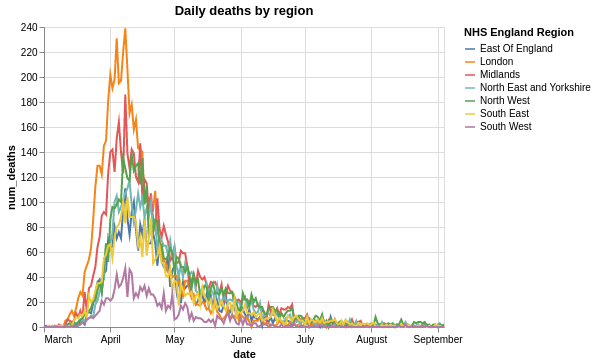 Daily deaths by region
NHS England Region
East Of England
London
Midlands
North East and Yorkshire
North West
South East
South West
num_deaths
240
220
200
180
160
140
120
100
80
60
40
20
0
March April May June July August September
date